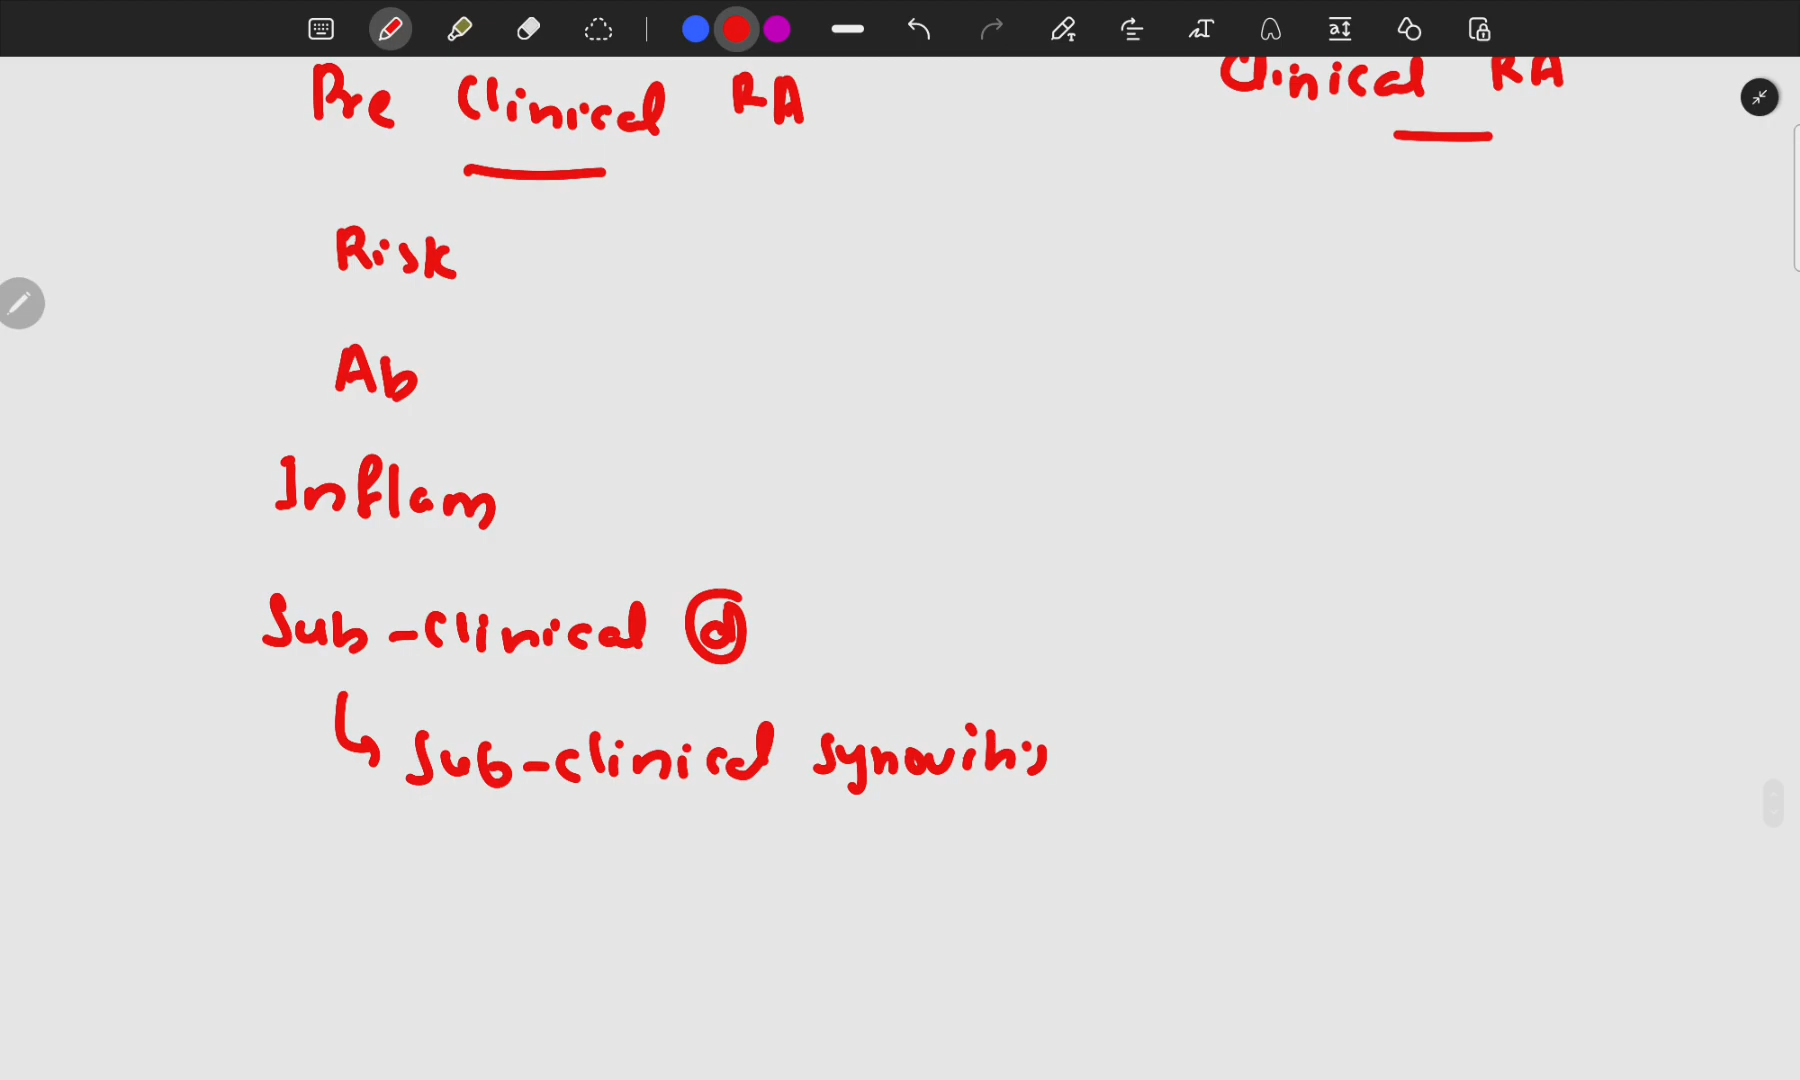 Pre Clinical RA
Clinical RA
Risk
Ab
Inflam
Sub-Clinical ⓓ
↳ Sub-clinical synovitis